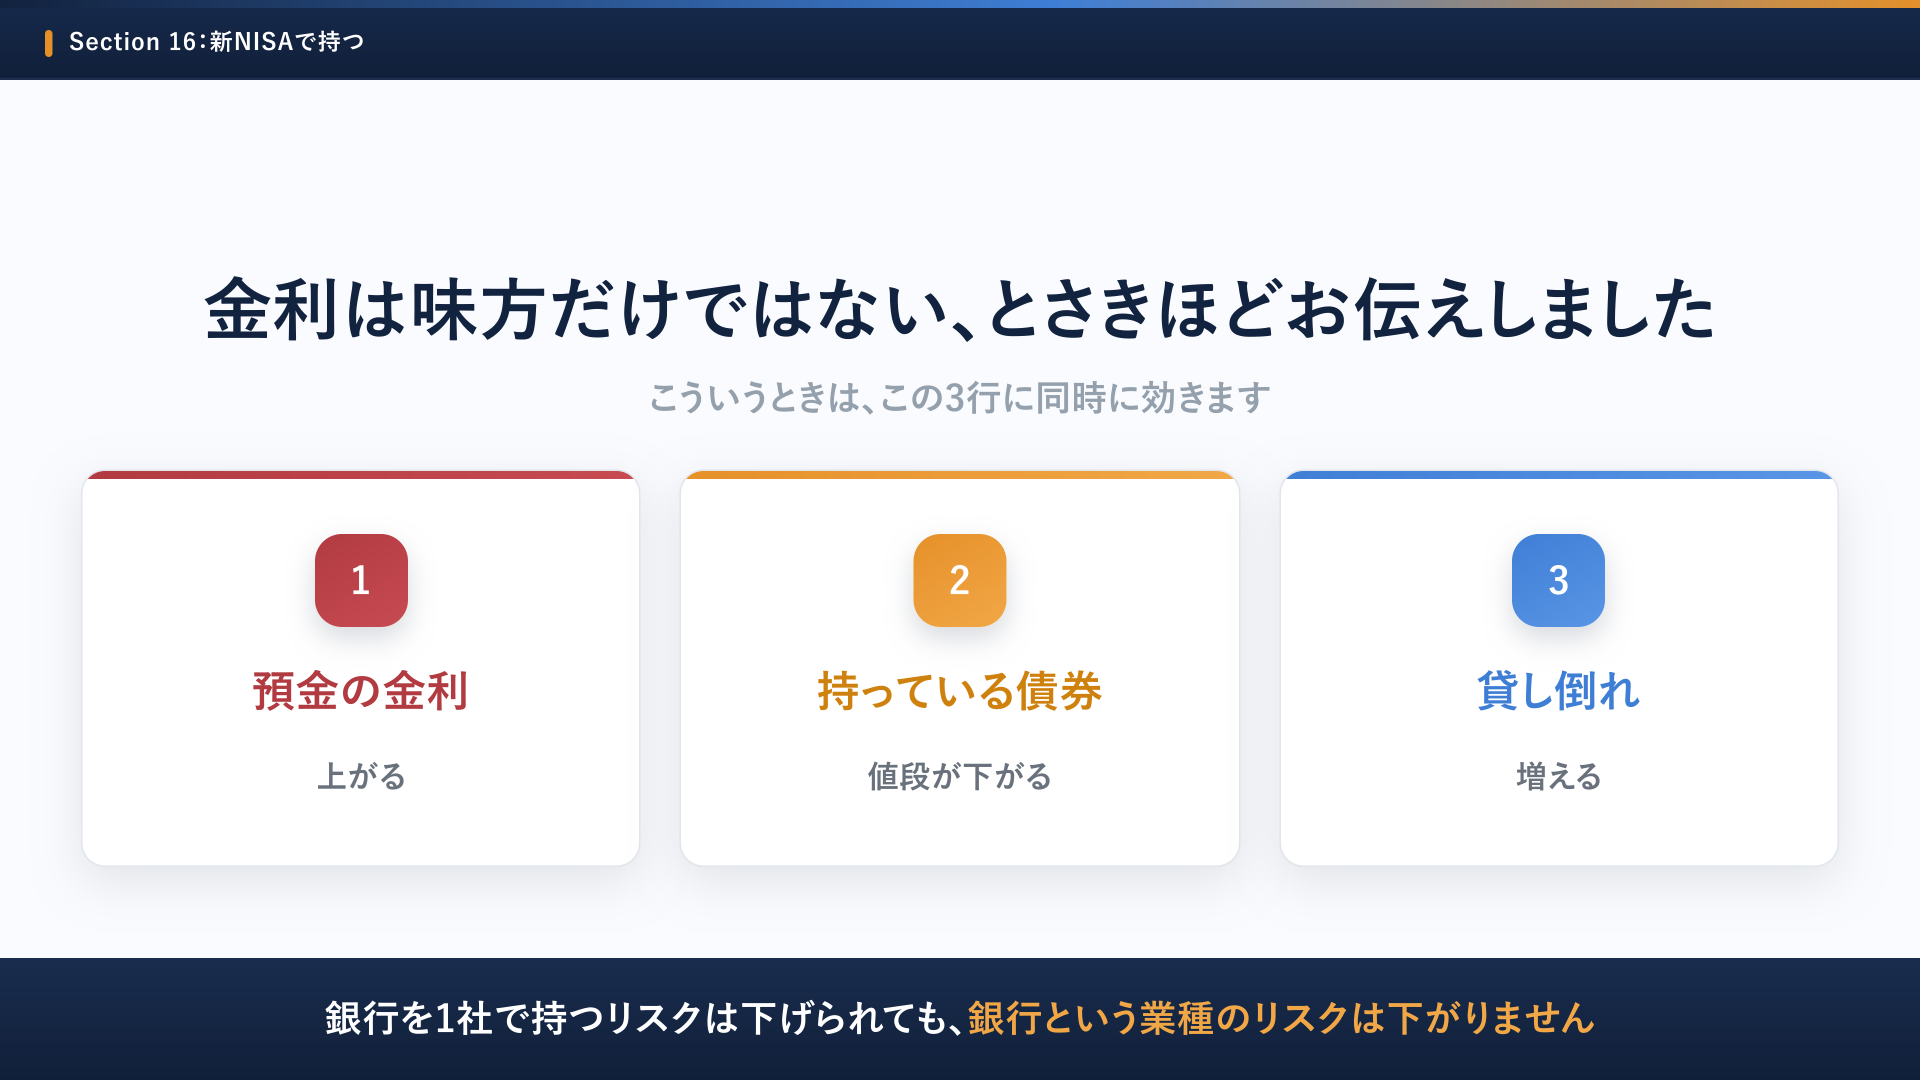 Section 16：新NISAで持つ
金利は味方だけではない、とさきほどお伝えしました
こういうときは、この3行に同時に効きます
1
預金の金利
上がる
2
持っている債券
値段が下がる
3
貸し倒れ
増える
銀行を1社で持つリスクは下げられても、銀行という業種のリスクは下がりません